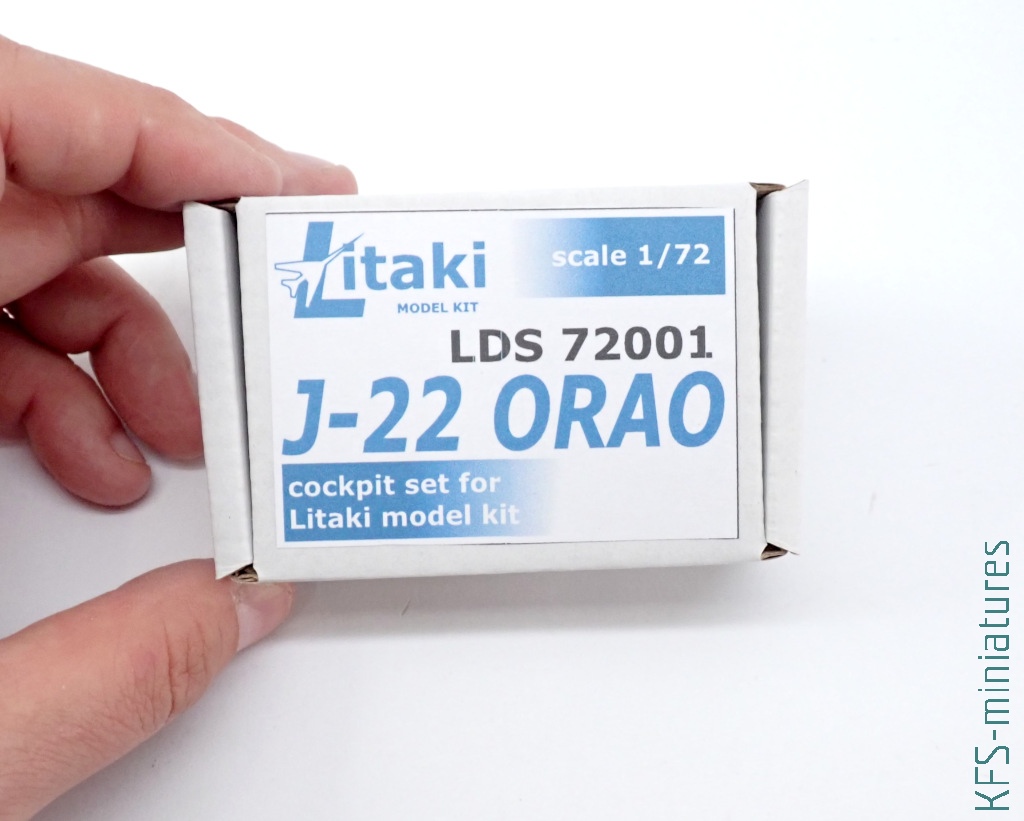 Litaki
MODEL KIT
scale 1/72
LDS 72001
J-22 ORAO
cockpit set for
Litaki model kit
KFS-miniatures